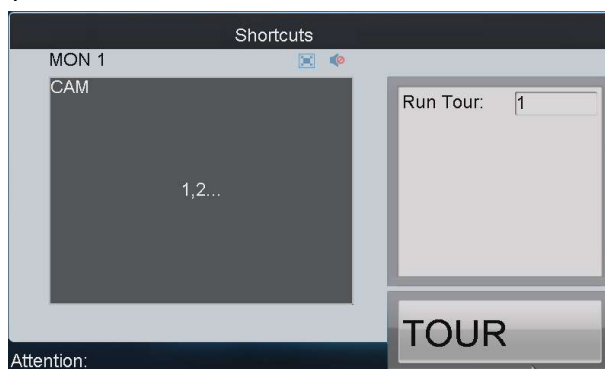 Shortcuts
MON 1
CAM
1,2...
Run Tour: 1
TOUR
Attention: